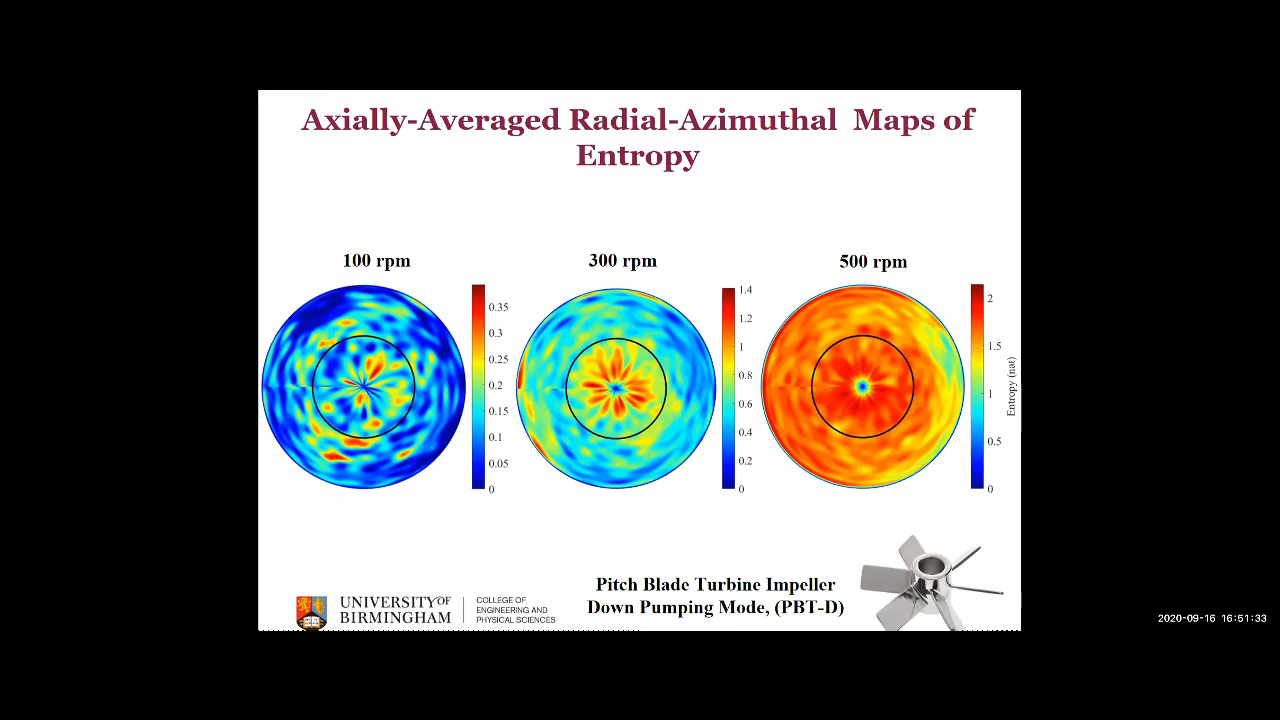 Axially-Averaged Radial-Azimuthal Maps of
Entropy
100 rpm
300 rpm
500 rpm
0.35
0.3
0.25
0.2
0.15
0.1
0.05
0
1.4
1.2
1
0.8
0.6
0.4
0.2
0
2
1.5
1
0.5
0
Entropy (nat)
Pitch Blade Turbine Impeller
Down Pumping Mode, (PBT-D)
UNIVERSITY OF
BIRMINGHAM
COLLEGE OF
ENGINEERING AND
PHYSICAL SCIENCES
2020-09-16 16:51:33